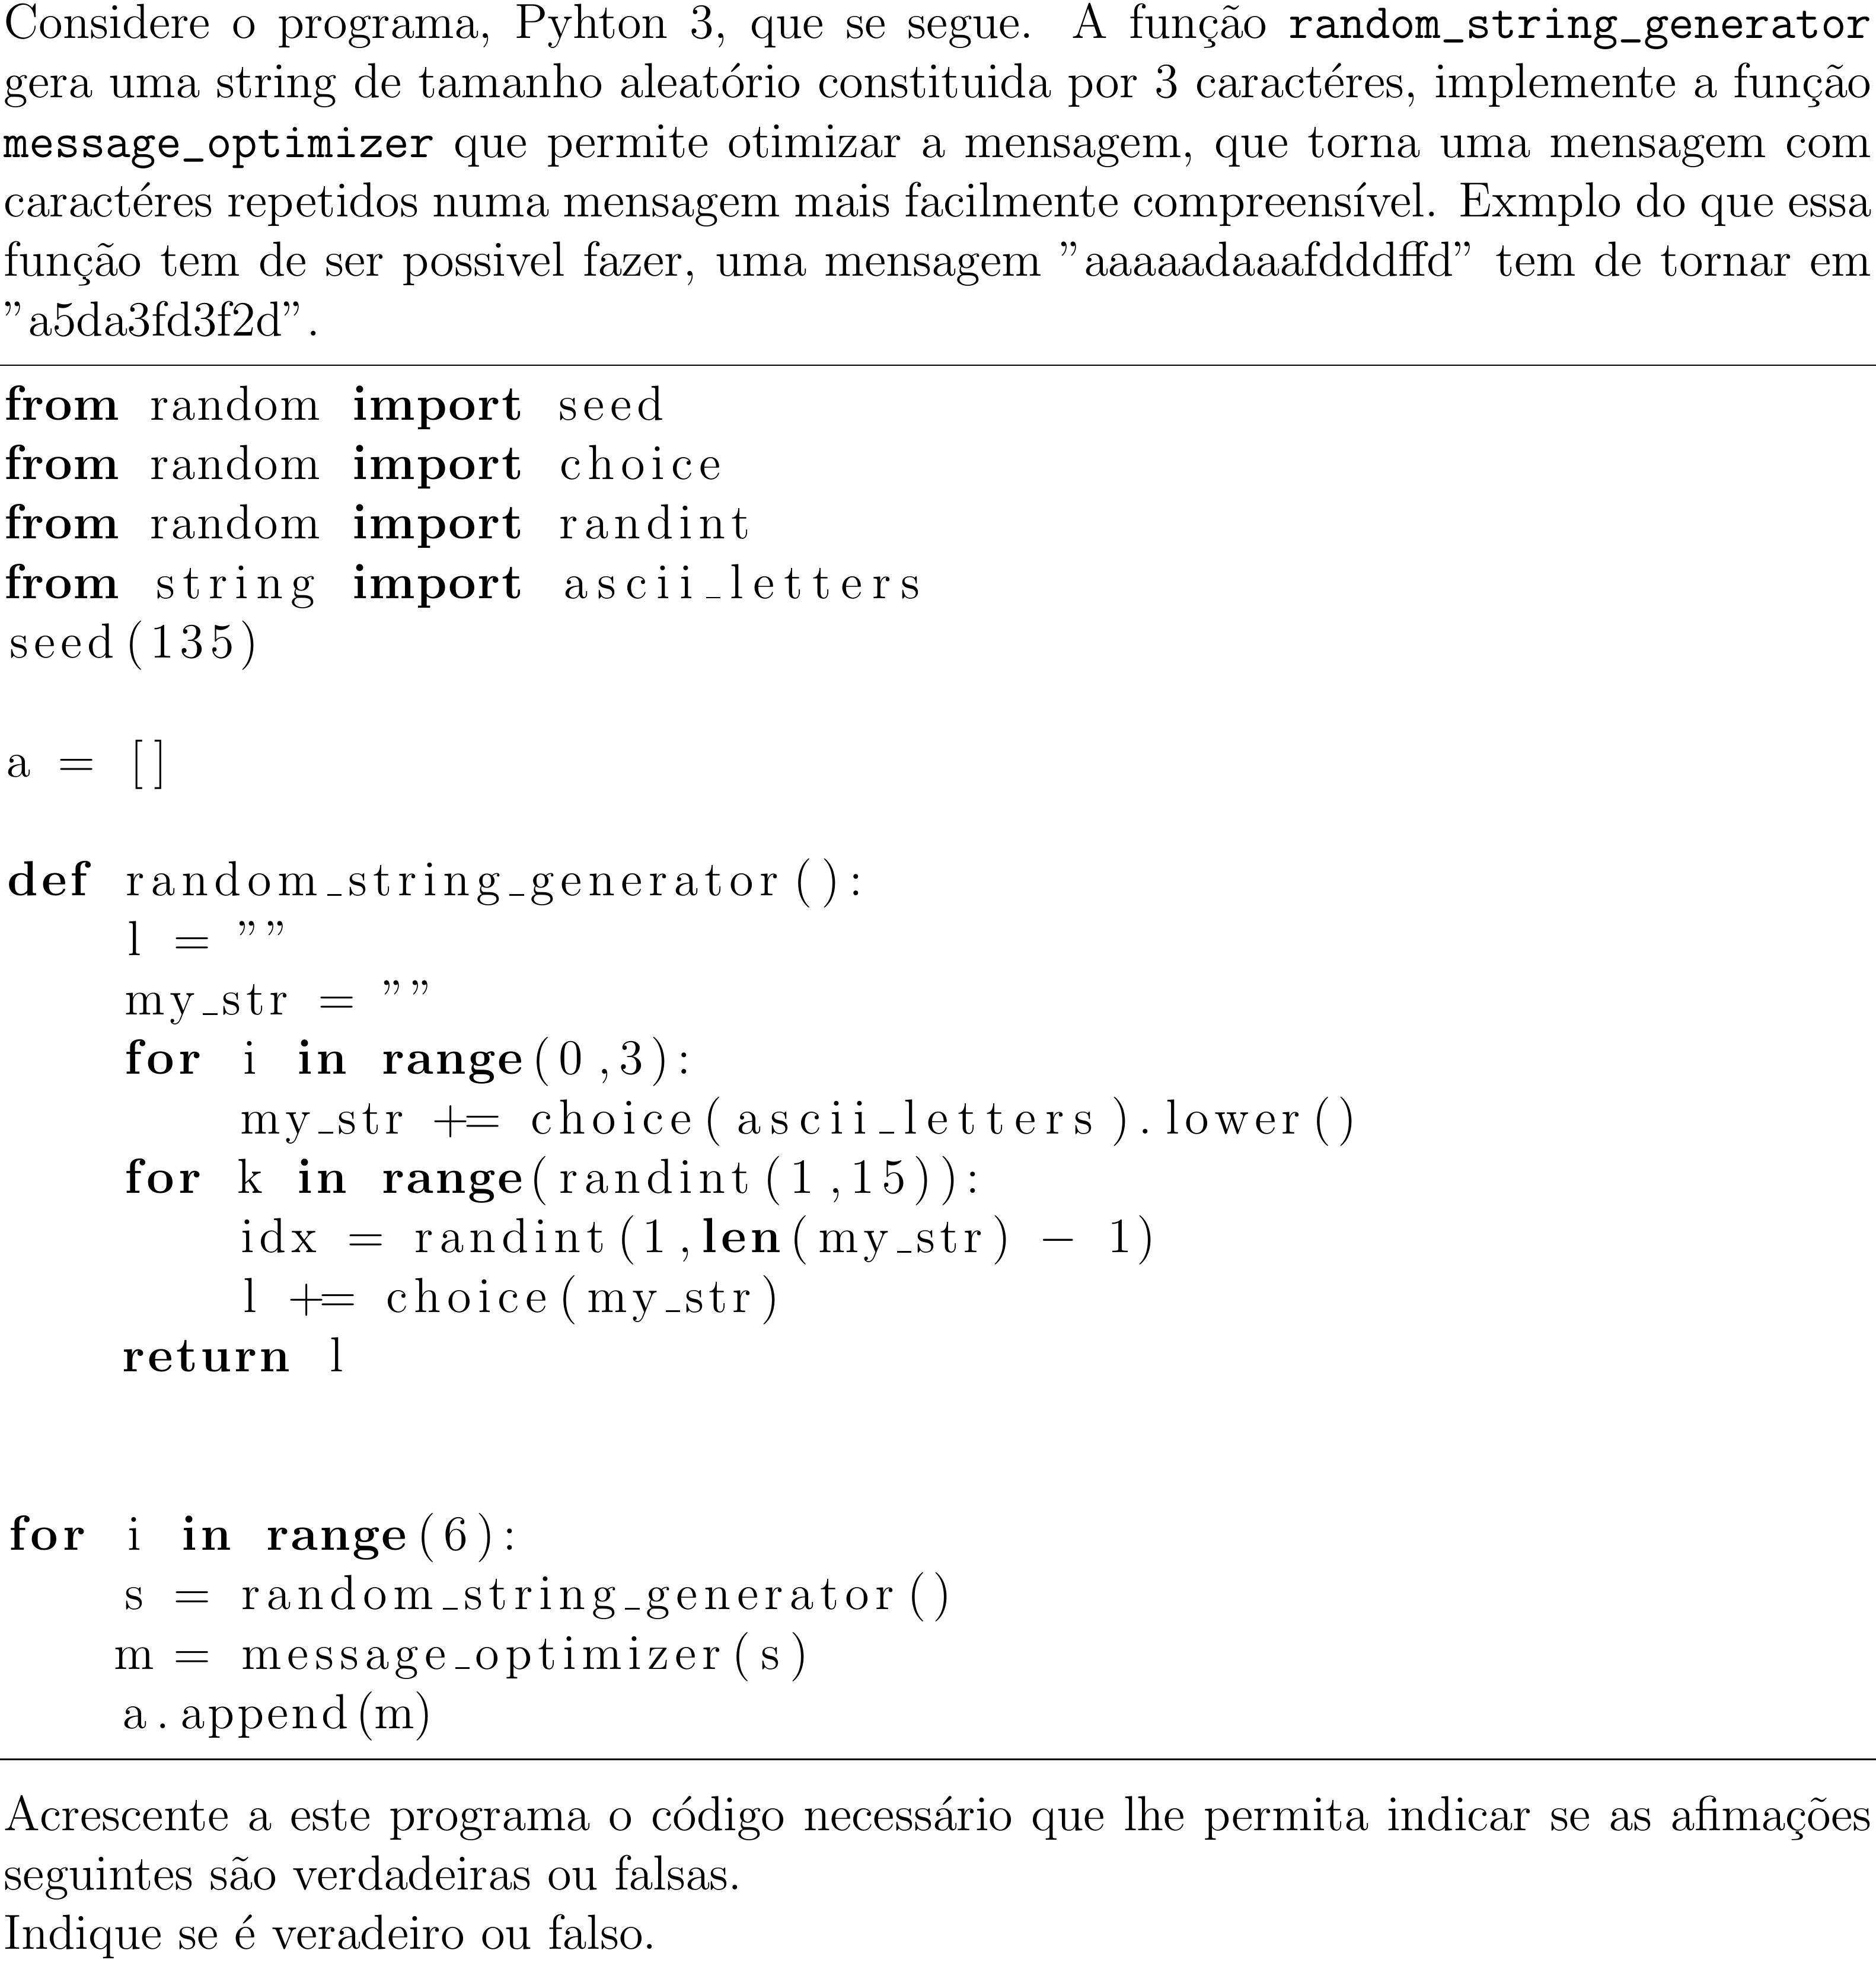 Considere o programa, Pyhton 3, que se segue. A função random_string_generator
gera uma string de tamanho aleatório constituida por 3 caractéres, implemente a função
message_optimizer que permite otimizar a mensagem, que torna uma mensagem com
caractéres repetidos numa mensagem mais facilmente compreensível. Exmplo do que essa
função tem de ser possivel fazer, uma mensagem ”aaaaadaaafdddffd” tem de tornar em
”a5da3fd3f2d”.
from random import seed
from random import choice
from random import randint
from string import ascii_letters
seed(135)
a = []
def random_string_generator():
l = ””
my_str = ””
for i in range(0,3):
my_str += choice(ascii_letters).lower()
for k in range(randint(1,15)):
idx = randint(1,len(my_str) − 1)
l += choice(my_str)
return l
for i in range(6):
s = random_string_generator()
m = message_optimizer(s)
a.append(m)
Acrescente a este programa o código necessário que lhe permita indicar se as afimações
seguintes são verdadeiras ou falsas.
Indique se é veradeiro ou falso.